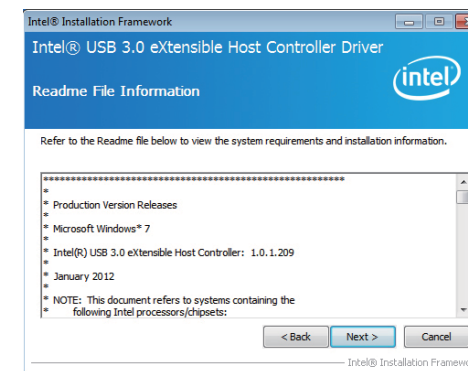 Intel® Installation Framework
Intel® USB 3.0 eXtensible Host Controller Driver
intel
Readme File Information
Refer to the Readme file below to view the system requirements and installation information.
*********************************************************
*
* Production Version Releases
*
* Microsoft Windows* 7
*
* Intel(R) USB 3.0 eXtensible Host Controller: 1.0.1.209
*
* January 2012
*
* NOTE: This document refers to systems containing the
* following Intel processors/chipsets:
< Back Next > Cancel
Intel® Installation Framewo